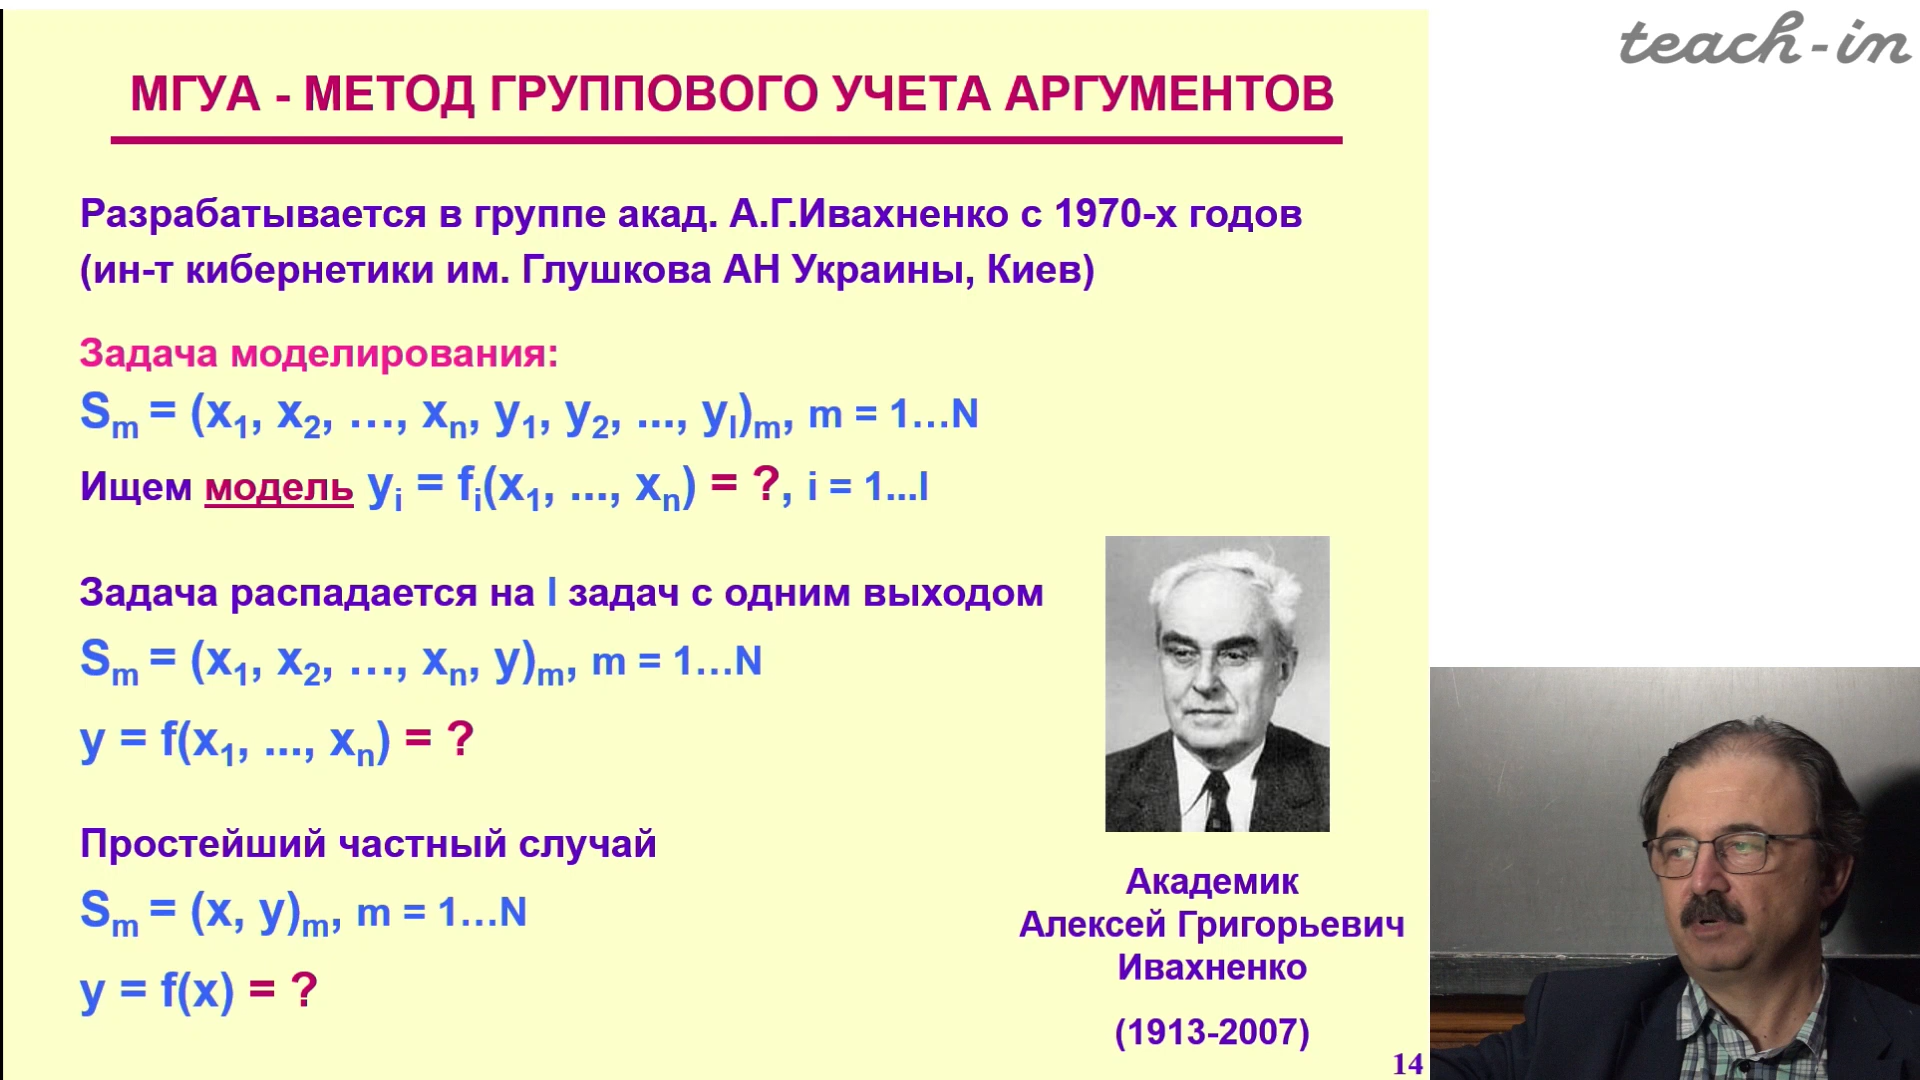 teach-in
МГУА - МЕТОД ГРУППОВОГО УЧЕТА АРГУМЕНТОВ
Разрабатывается в группе акад. А.Г.Ивахненко с 1970-х годов
(ин-т кибернетики им. Глушкова АН Украины, Киев)
Задача моделирования:
Sₘ = (x₁, x₂, …, xₙ, y₁, y₂, ..., yₗ)ₘ, m = 1…N
Ищем модель yᵢ = fᵢ(x₁, ..., xₙ) = ?, i = 1...l
Задача распадается на l задач с одним выходом
Sₘ = (x₁, x₂, …, xₙ, y)ₘ, m = 1…N
y = f(x₁, ..., xₙ) = ?
Простейший частный случай
Sₘ = (x, y)ₘ, m = 1…N
y = f(x) = ?
Академик
Алексей Григорьевич
Ивахненко
(1913-2007)
14